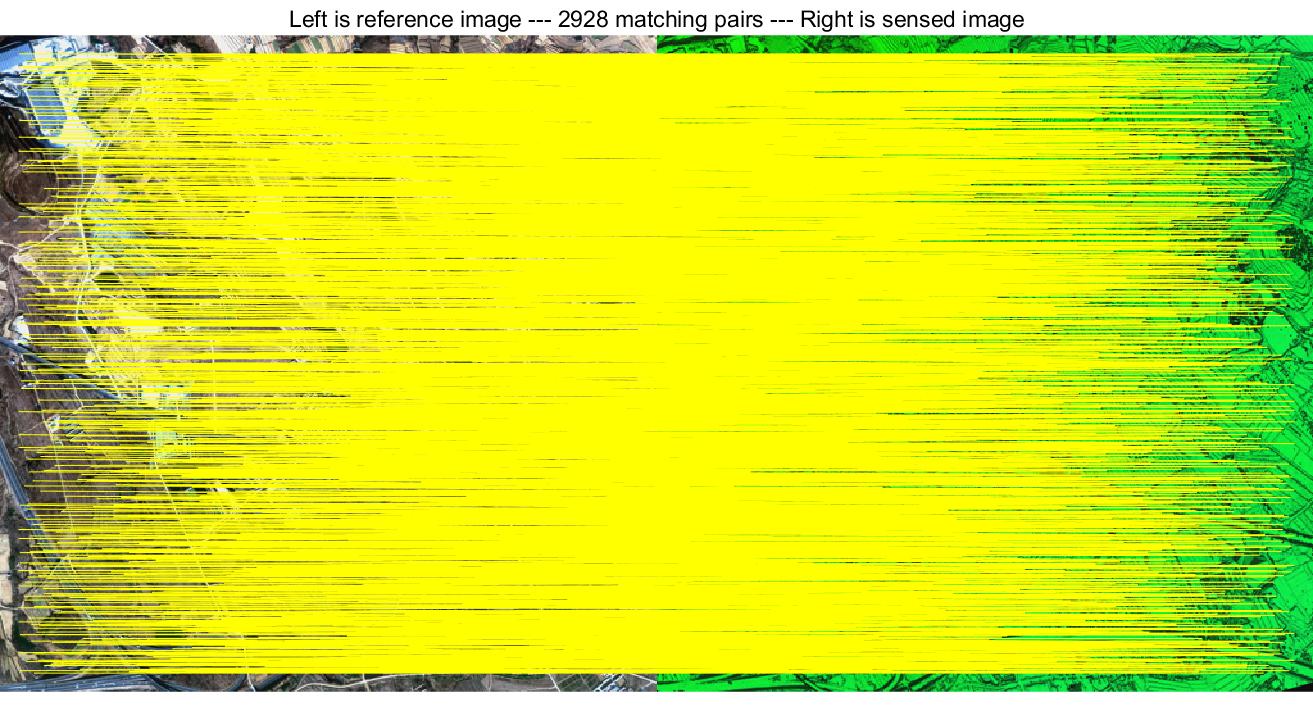 Left is reference image --- 2928 matching pairs --- Right is sensed image